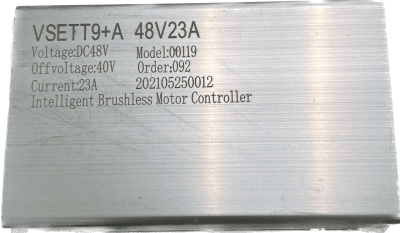 VSETT9+A 48V23A
Voltage:DC48V Model:00119
Offvoltage:40V Order:092
Current:23A 202105250012
Intelligent Brushless Motor Controller